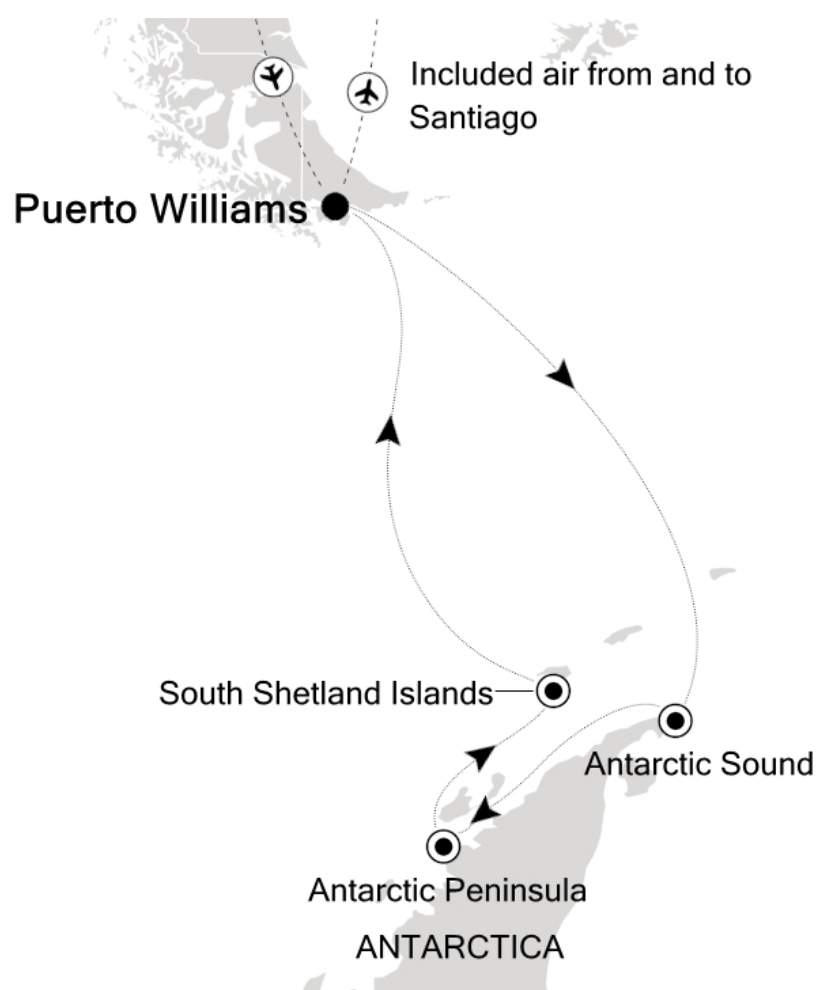 Included air from and to
Santiago
Puerto Williams
South Shetland Islands
Antarctic Sound
Antarctic Peninsula
ANTARCTICA